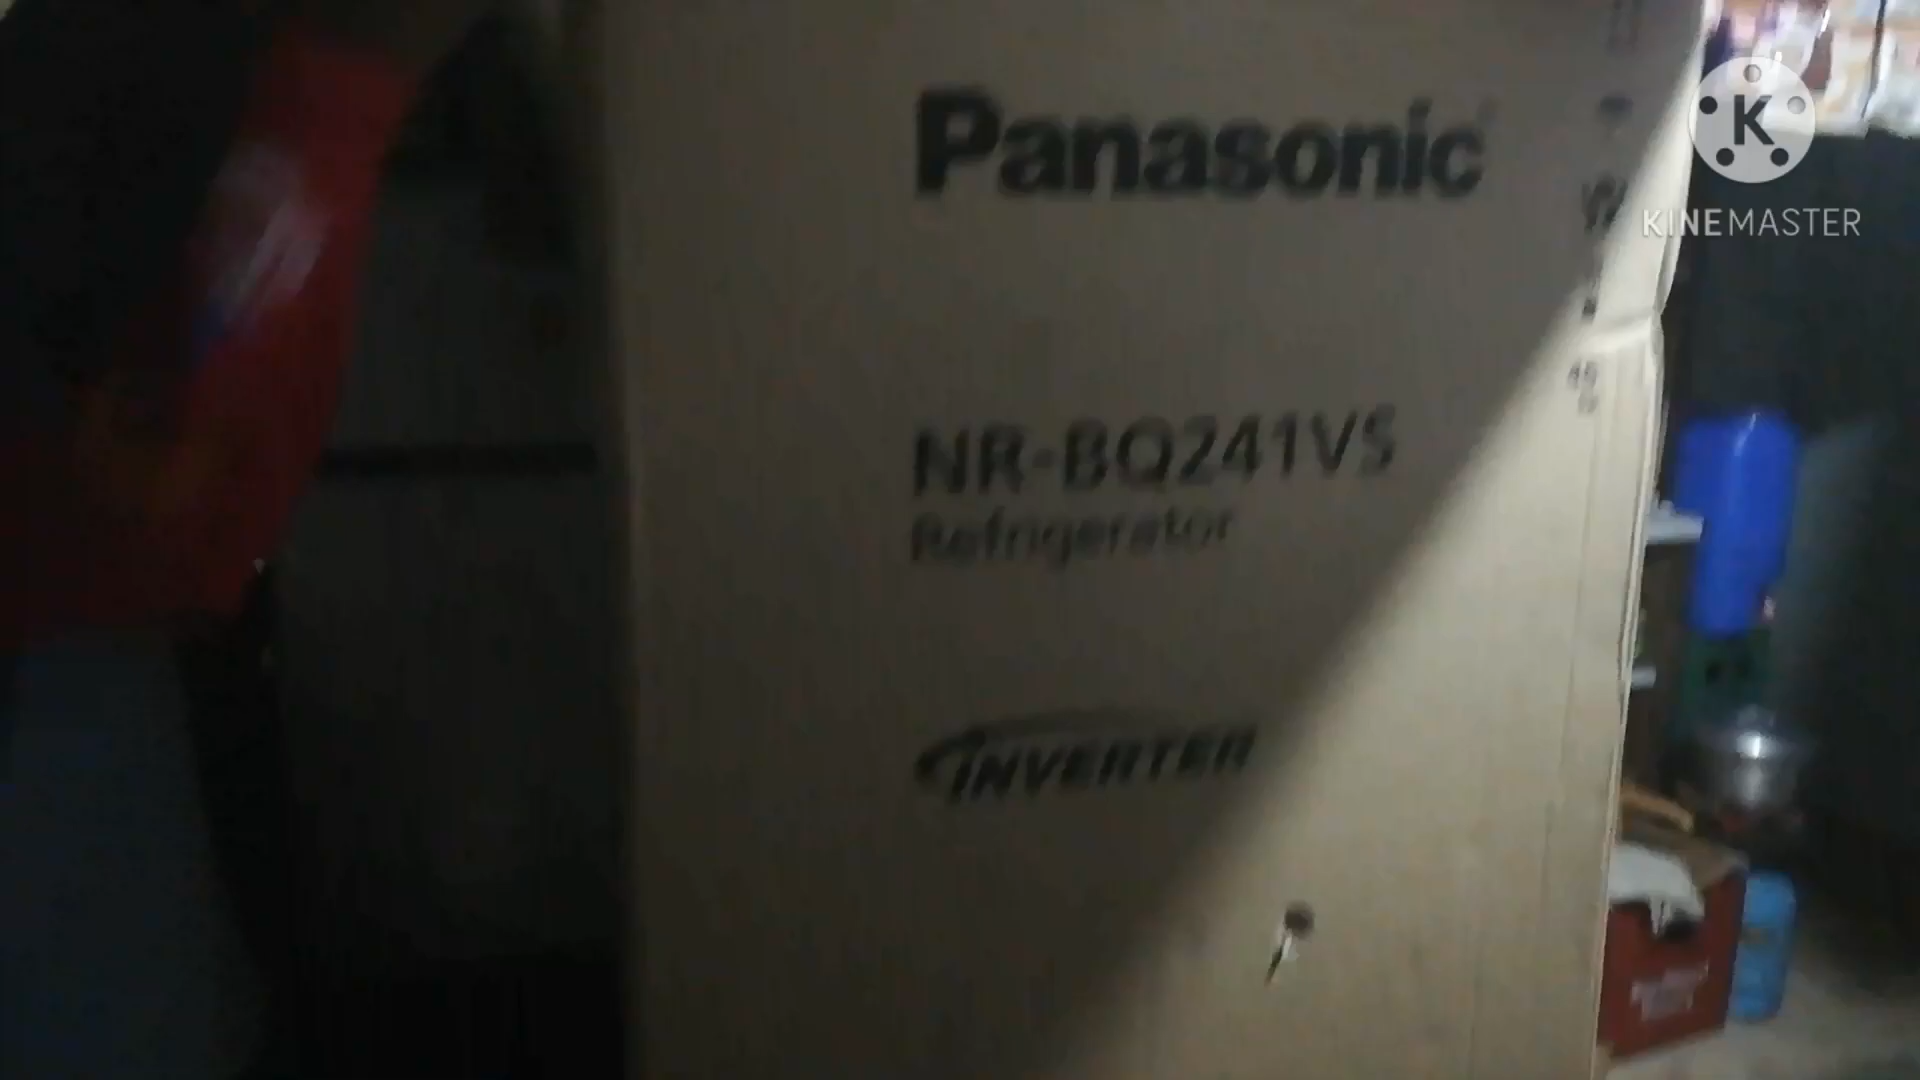 Panasonic
NR-BQ241VS
Refrigerator
INVERTER
K
KINEMASTER